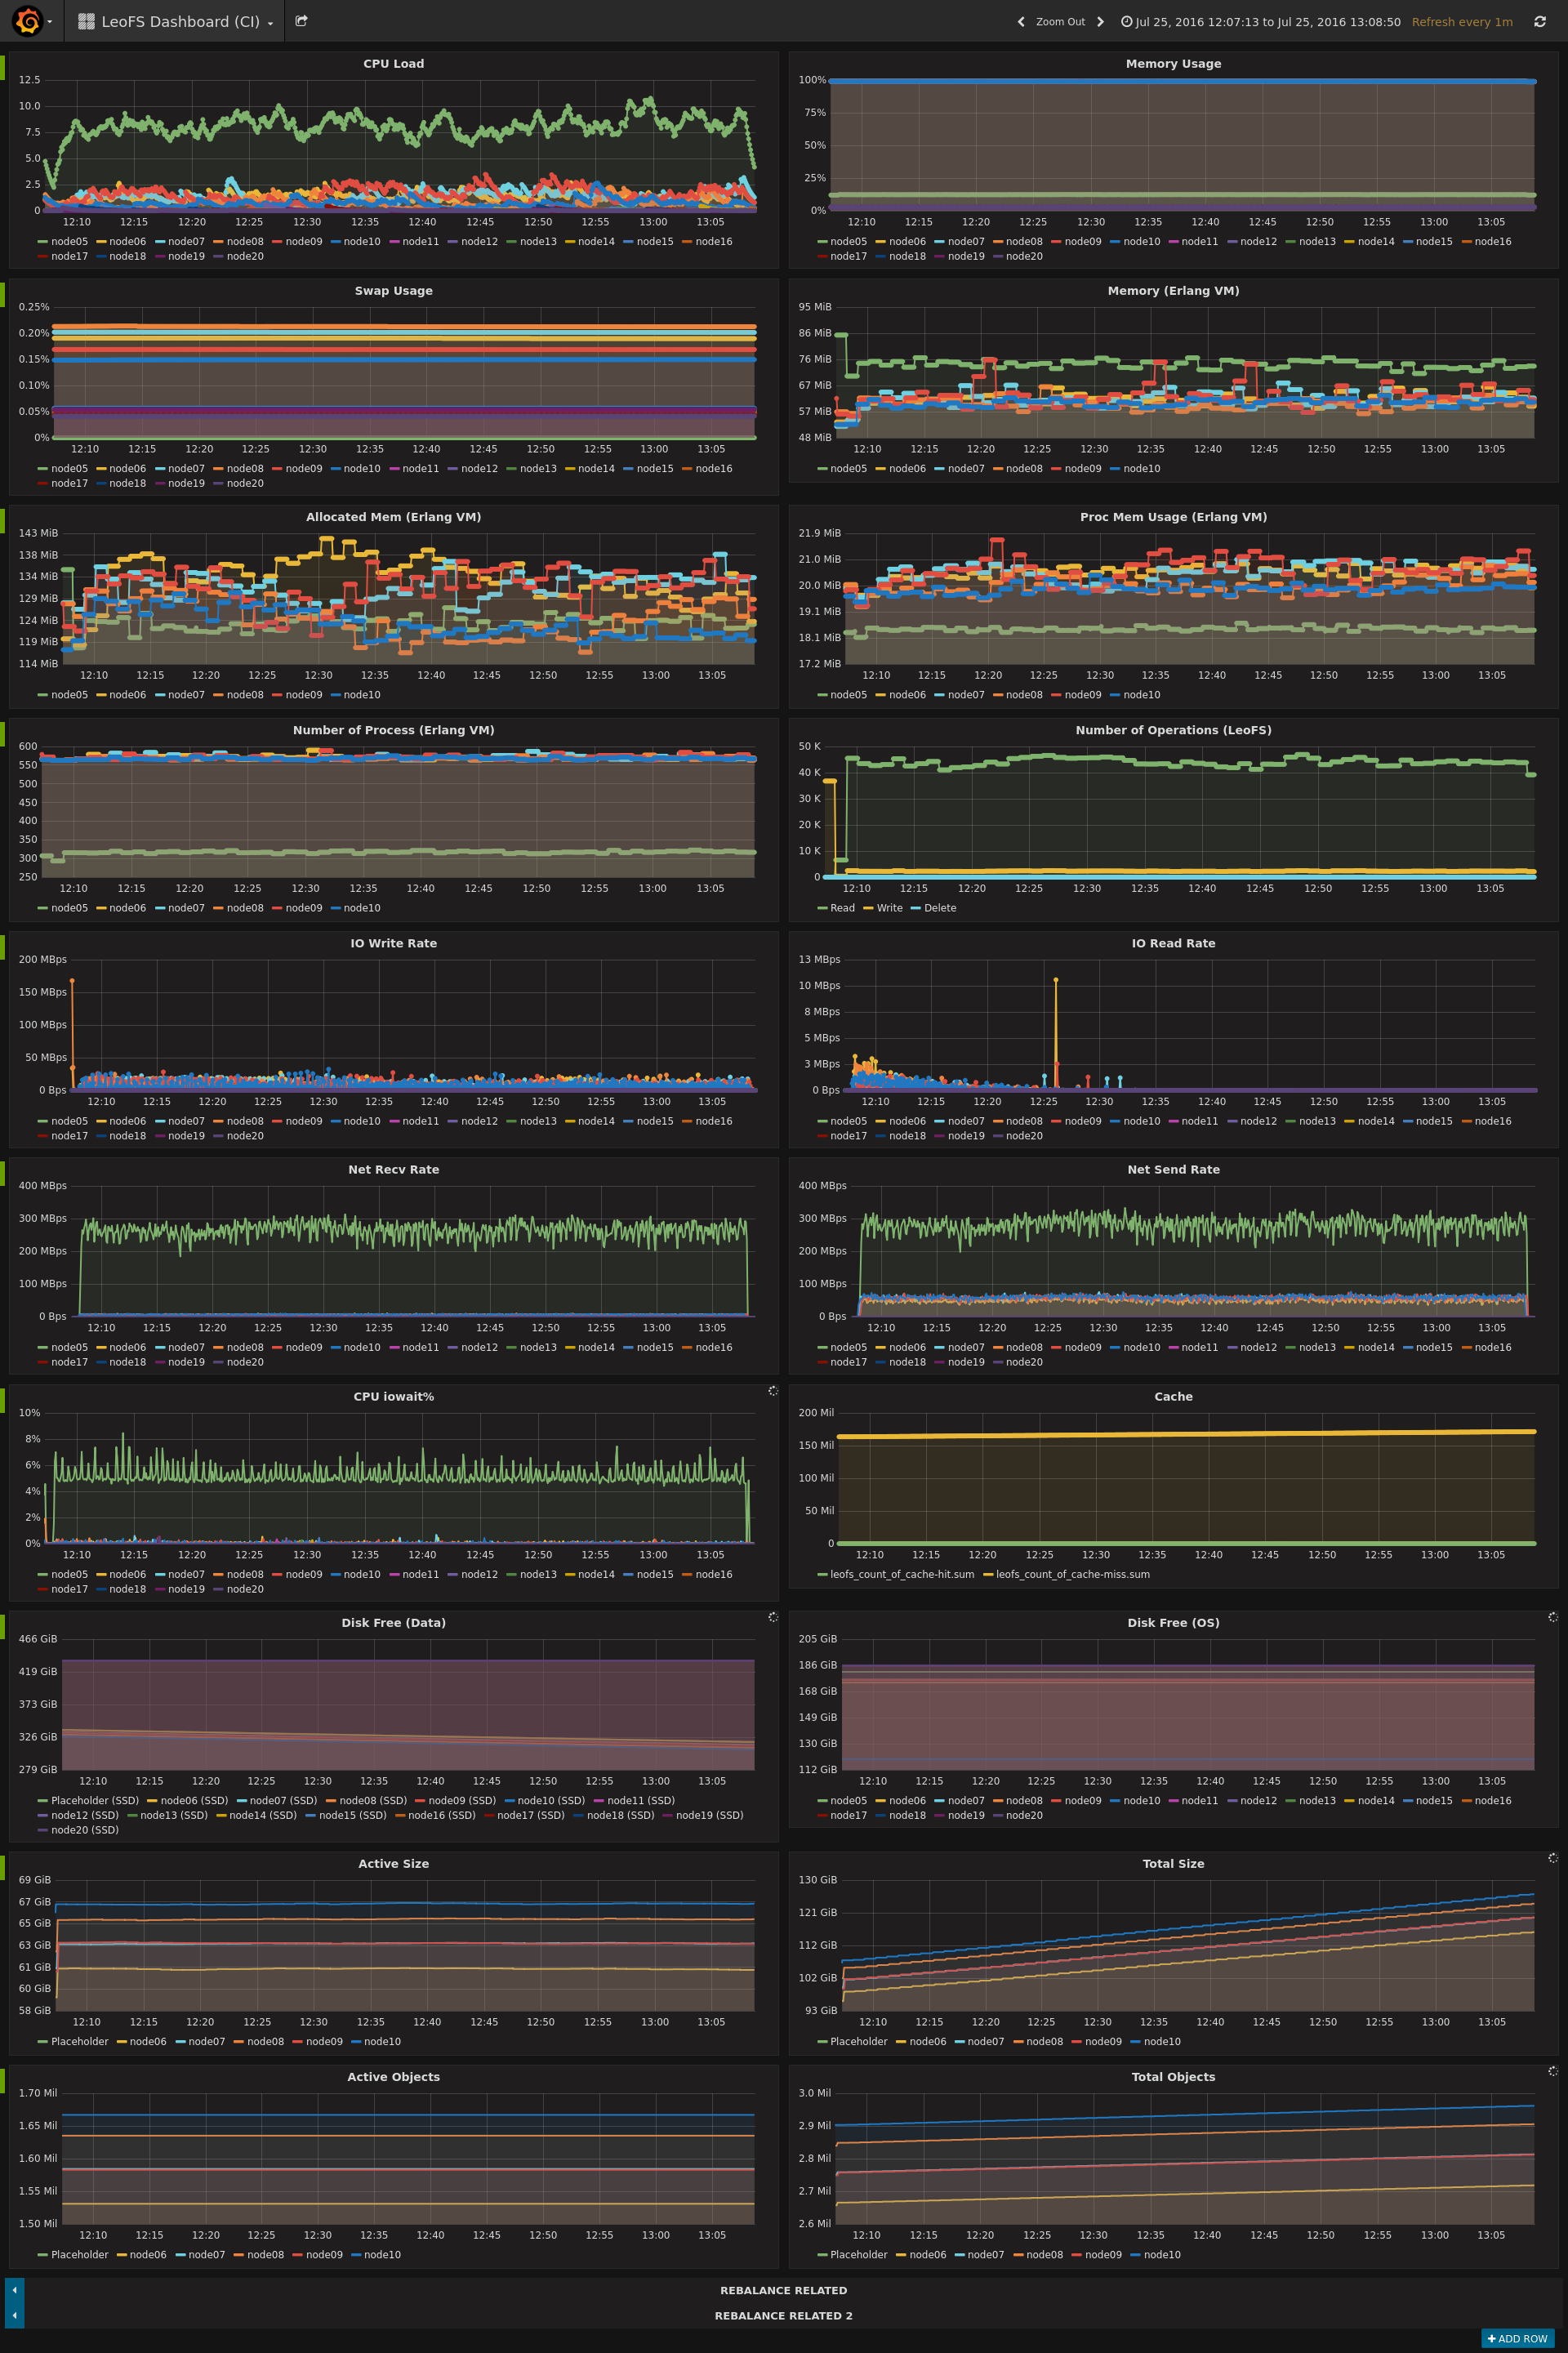 LeoFS Dashboard (CI)
Zoom Out
Jul 25, 2016 12:07:13 to Jul 25, 2016 13:08:50 Refresh every 1m
CPU Load
12.5
10.0
7.5
5.0
2.5
0
12:10 12:15 12:20 12:25 12:30 12:35 12:40 12:45 12:50 12:55 13:00 13:05
node05 node06 node07 node08 node09 node10 node11 node12 node13 node14 node15 node16
node17 node18 node19 node20
Memory Usage
100%
75%
50%
25%
0%
12:10 12:15 12:20 12:25 12:30 12:35 12:40 12:45 12:50 12:55 13:00 13:05
node05 node06 node07 node08 node09 node10 node11 node12 node13 node14 node15 node16
node17 node18 node19 node20
Swap Usage
0.25%
0.20%
0.15%
0.10%
0.05%
0%
12:10 12:15 12:20 12:25 12:30 12:35 12:40 12:45 12:50 12:55 13:00 13:05
node05 node06 node07 node08 node09 node10 node11 node12 node13 node14 node15 node16
node17 node18 node19 node20
Memory (Erlang VM)
95 MiB
86 MiB
76 MiB
67 MiB
57 MiB
48 MiB
12:10 12:15 12:20 12:25 12:30 12:35 12:40 12:45 12:50 12:55 13:00 13:05
node05 node06 node07 node08 node09 node10
Allocated Mem (Erlang VM)
143 MiB
138 MiB
134 MiB
129 MiB
124 MiB
119 MiB
114 MiB
12:10 12:15 12:20 12:25 12:30 12:35 12:40 12:45 12:50 12:55 13:00 13:05
node05 node06 node07 node08 node09 node10
Proc Mem Usage (Erlang VM)
21.9 MiB
21.0 MiB
20.0 MiB
19.1 MiB
18.1 MiB
17.2 MiB
12:10 12:15 12:20 12:25 12:30 12:35 12:40 12:45 12:50 12:55 13:00 13:05
node05 node06 node07 node08 node09 node10
Number of Process (Erlang VM)
600
550
500
450
400
350
300
250
12:10 12:15 12:20 12:25 12:30 12:35 12:40 12:45 12:50 12:55 13:00 13:05
node05 node06 node07 node08 node09 node10
Number of Operations (LeoFS)
50 K
40 K
30 K
20 K
10 K
0
12:10 12:15 12:20 12:25 12:30 12:35 12:40 12:45 12:50 12:55 13:00 13:05
Read Write Delete
IO Write Rate
200 MBps
150 MBps
100 MBps
50 MBps
0 Bps
12:10 12:15 12:20 12:25 12:30 12:35 12:40 12:45 12:50 12:55 13:00 13:05
node05 node06 node07 node08 node09 node10 node11 node12 node13 node14 node15 node16
node17 node18 node19 node20
IO Read Rate
13 MBps
10 MBps
8 MBps
5 MBps
3 MBps
0 Bps
12:10 12:15 12:20 12:25 12:30 12:35 12:40 12:45 12:50 12:55 13:00 13:05
node05 node06 node07 node08 node09 node10 node11 node12 node13 node14 node15 node16
node17 node18 node19 node20
Net Recv Rate
400 MBps
300 MBps
200 MBps
100 MBps
0 Bps
12:10 12:15 12:20 12:25 12:30 12:35 12:40 12:45 12:50 12:55 13:00 13:05
node05 node06 node07 node08 node09 node10 node11 node12 node13 node14 node15 node16
node17 node18 node19 node20
Net Send Rate
400 MBps
300 MBps
200 MBps
100 MBps
0 Bps
12:10 12:15 12:20 12:25 12:30 12:35 12:40 12:45 12:50 12:55 13:00 13:05
node05 node06 node07 node08 node09 node10 node11 node12 node13 node14 node15 node16
node17 node18 node19 node20
CPU iowait%
10%
8%
6%
4%
2%
0%
12:10 12:15 12:20 12:25 12:30 12:35 12:40 12:45 12:50 12:55 13:00 13:05
node05 node06 node07 node08 node09 node10 node11 node12 node13 node14 node15 node16
node17 node18 node19 node20
Cache
200 Mil
150 Mil
100 Mil
50 Mil
0
12:10 12:15 12:20 12:25 12:30 12:35 12:40 12:45 12:50 12:55 13:00 13:05
leofs_count_of_cache-hit.sum leofs_count_of_cache-miss.sum
Disk Free (Data)
466 GiB
419 GiB
373 GiB
326 GiB
279 GiB
12:10 12:15 12:20 12:25 12:30 12:35 12:40 12:45 12:50 12:55 13:00 13:05
Placeholder (SSD) node06 (SSD) node07 (SSD) node08 (SSD) node09 (SSD) node10 (SSD) node11 (SSD)
node12 (SSD) node13 (SSD) node14 (SSD) node15 (SSD) node16 (SSD) node17 (SSD) node18 (SSD) node19 (SSD)
node20 (SSD)
Disk Free (OS)
205 GiB
186 GiB
168 GiB
149 GiB
130 GiB
112 GiB
12:10 12:15 12:20 12:25 12:30 12:35 12:40 12:45 12:50 12:55 13:00 13:05
node05 node06 node07 node08 node09 node10 node11 node12 node13 node14 node15 node16
node17 node18 node19 node20
Active Size
69 GiB
67 GiB
65 GiB
63 GiB
61 GiB
60 GiB
58 GiB
12:10 12:15 12:20 12:25 12:30 12:35 12:40 12:45 12:50 12:55 13:00 13:05
Placeholder node06 node07 node08 node09 node10
Total Size
130 GiB
121 GiB
112 GiB
102 GiB
93 GiB
12:10 12:15 12:20 12:25 12:30 12:35 12:40 12:45 12:50 12:55 13:00 13:05
Placeholder node06 node07 node08 node09 node10
Active Objects
1.70 Mil
1.65 Mil
1.60 Mil
1.55 Mil
1.50 Mil
12:10 12:15 12:20 12:25 12:30 12:35 12:40 12:45 12:50 12:55 13:00 13:05
Placeholder node06 node07 node08 node09 node10
Total Objects
3.0 Mil
2.9 Mil
2.8 Mil
2.7 Mil
2.6 Mil
12:10 12:15 12:20 12:25 12:30 12:35 12:40 12:45 12:50 12:55 13:00 13:05
Placeholder node06 node07 node08 node09 node10
REBALANCE RELATED
REBALANCE RELATED 2
ADD ROW